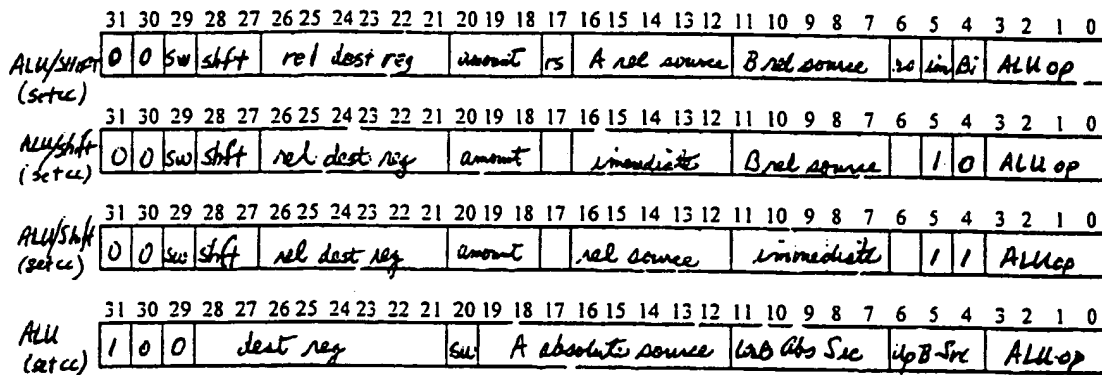 31 30 29 28 27 26 25 24 23 22 21 20 19 18 17 16 15 14 13 12 11 10 9 8 7 6 5 4 3 2 1 0
ALU/SHIFT 0 0 sw shft rel dest reg amount rs A rel source B rel source im Bi ALU op
(setcc)
31 30 29 28 27 26 25 24 23 22 21 20 19 18 17 16 15 14 13 12 11 10 9 8 7 6 5 4 3 2 1 0
ALU/shft 0 0 sw shft rel dest reg amount immediate B rel source 1 0 ALU op
(setcc)
31 30 29 28 27 26 25 24 23 22 21 20 19 18 17 16 15 14 13 12 11 10 9 8 7 6 5 4 3 2 1 0
ALU/Shft 0 0 sw shft rel dest reg amount rel source immediate 1 1 ALUop
(setcc)
31 30 29 28 27 26 25 24 23 22 21 20 19 18 17 16 15 14 13 12 11 10 9 8 7 6 5 4 3 2 1 0
ALU 1 0 0 dest reg sw A absolute source B Abs Src B-Src ALU-op
(setcc)